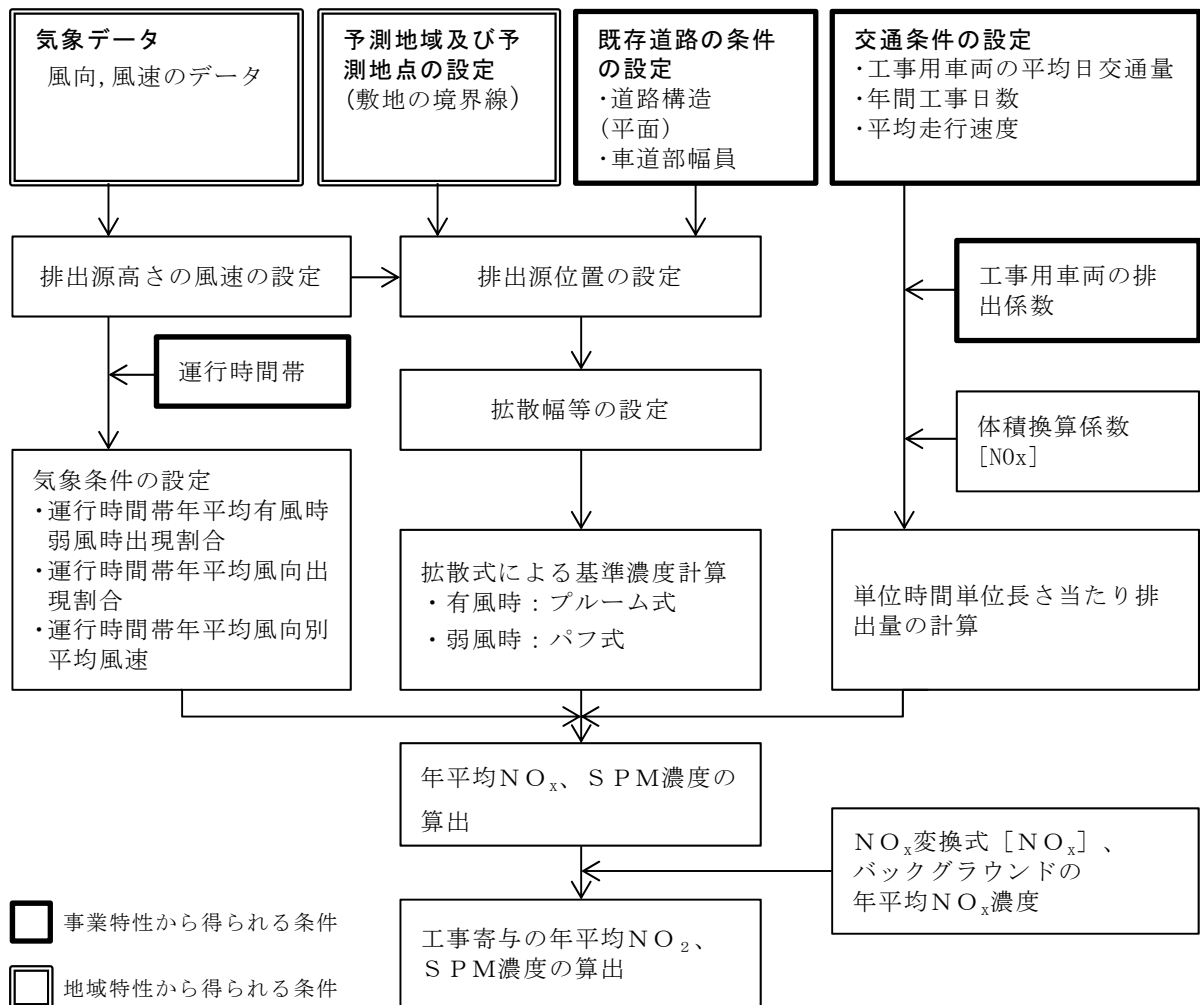 気象データ
風向,風速のデータ
予測地域及び予
測地点の設定
(敷地の境界線)
既存道路の条件
の設定
・道路構造
(平面)
・車道部幅員
交通条件の設定
・工事用車両の平均日交通量
・年間工事日数
・平均走行速度
排出源高さの風速の設定
排出源位置の設定
工事用車両の排
出係数
運行時間帯
拡散幅等の設定
体積換算係数
[NOx]
気象条件の設定
・運行時間帯年平均有風時
弱風時出現割合
・運行時間帯年平均風向出
現割合
・運行時間帯年平均風向別
平均風速
拡散式による基準濃度計算
・有風時：プルーム式
・弱風時：パフ式
単位時間単位長さ当たり排
出量の計算
年平均ＮＯx、ＳＰＭ濃度の
算出
ＮＯx変換式［ＮＯx］、
バックグラウンドの
年平均ＮＯx濃度
事業特性から得られる条件
工事寄与の年平均ＮＯ2、
ＳＰＭ濃度の算出
地域特性から得られる条件